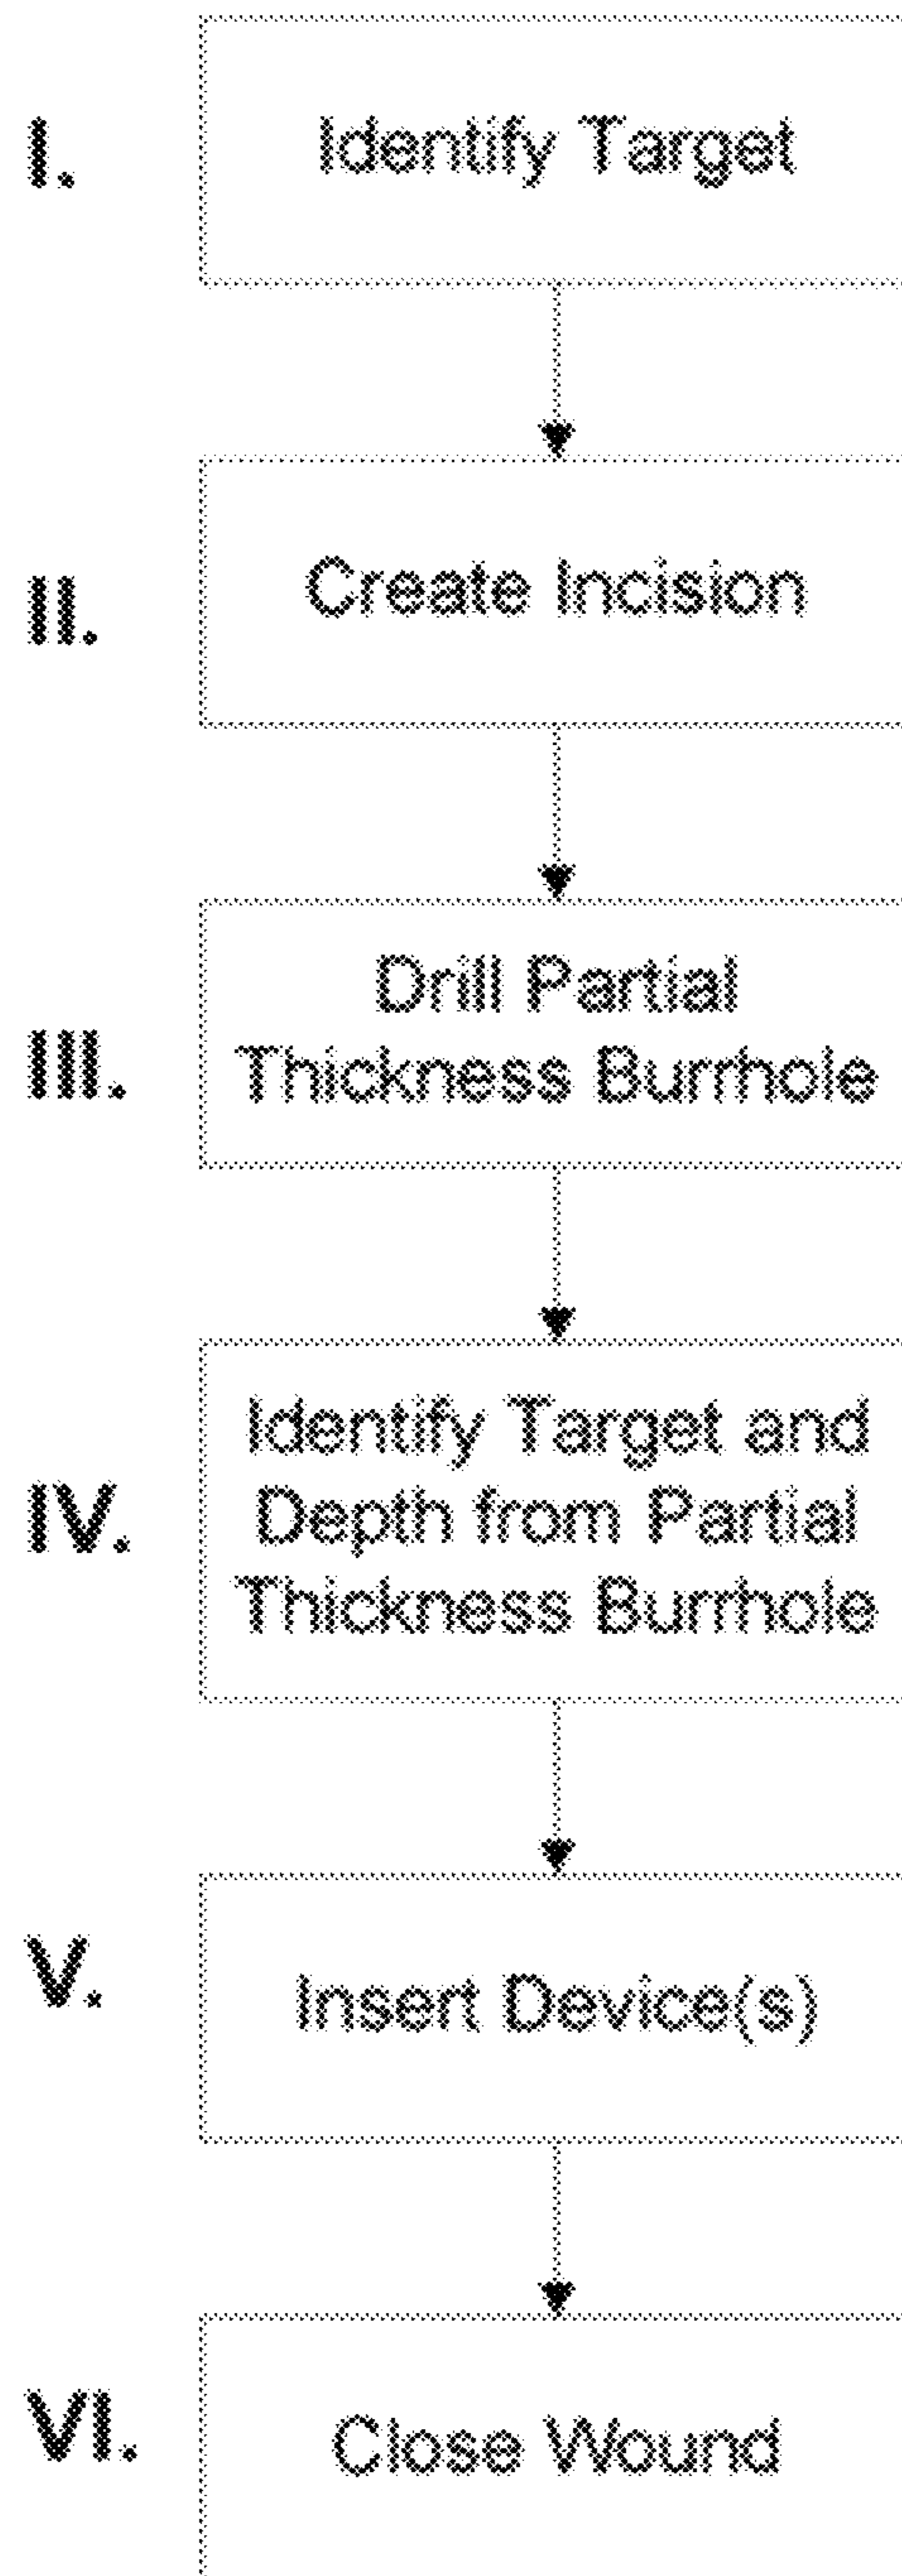 I.
Identify Target
II.
Create Incision
III.
Drill Partial
Thickness Burrhole
IV.
Identify Target and
Depth from Partial
Thickness Burrhole
V.
Insert Device(s)
VI.
Close Wound